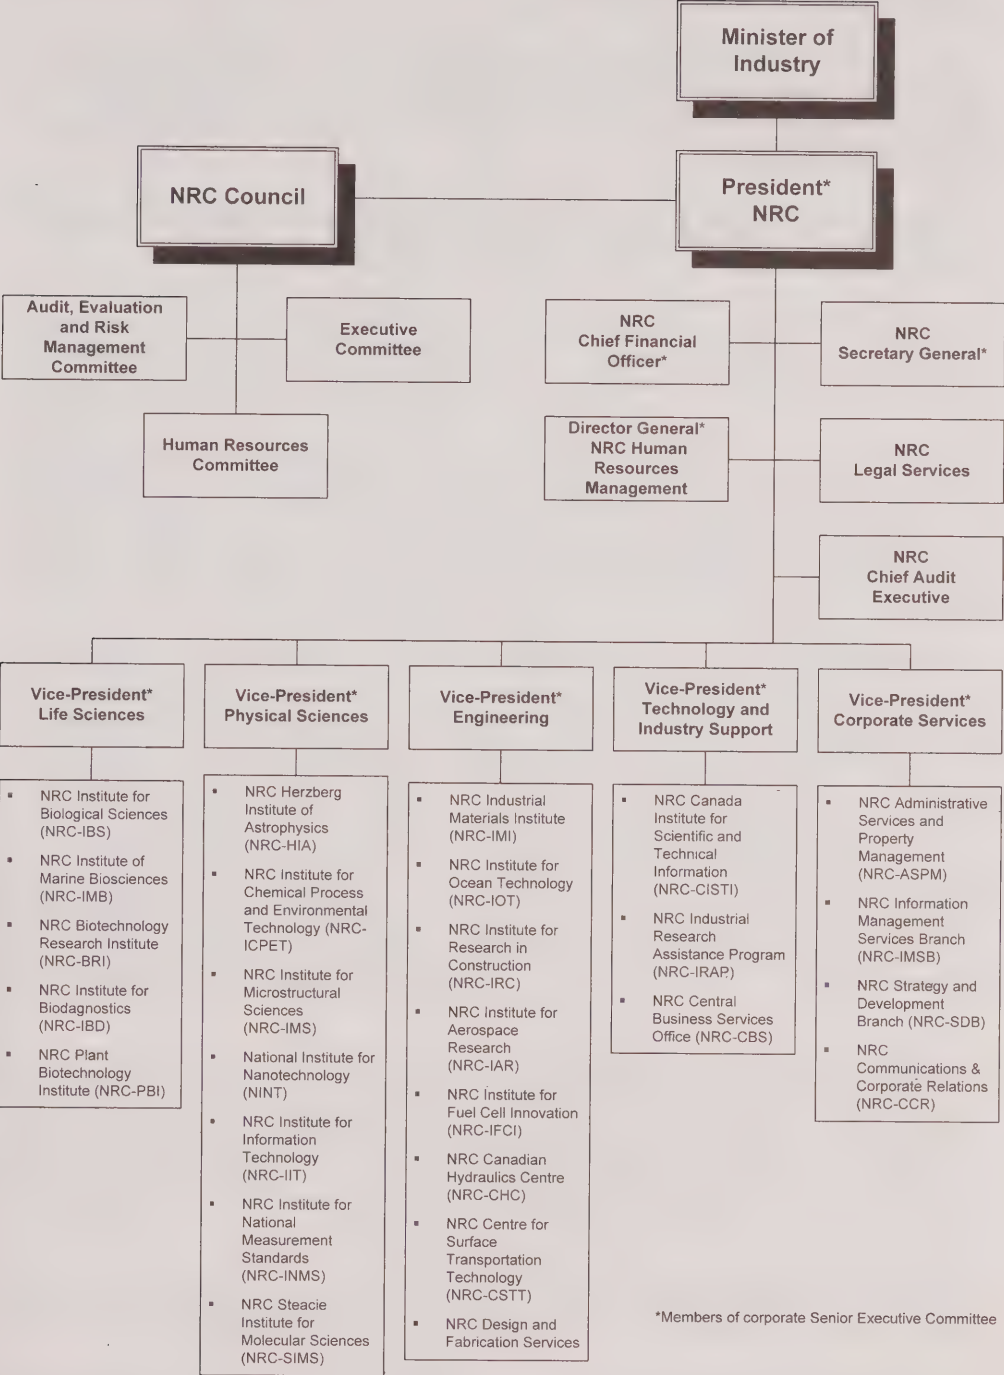 Minister of
Industry
NRC Council
President*
NRC
Audit, Evaluation
and Risk
Management
Committee
Executive
Committee
NRC
Chief Financial
Officer*
NRC
Secretary General*
Human Resources
Committee
Director General*
NRC Human
Resources
Management
NRC
Legal Services
NRC
Chief Audit
Executive
Vice-President*
Life Sciences
Vice-President*
Physical Sciences
Vice-President*
Engineering
Vice-President*
Technology and
Industry Support
Vice-President*
Corporate Services
▪ NRC Institute for
Biological Sciences
(NRC-IBS)
▪ NRC Institute of
Marine Biosciences
(NRC-IMB)
▪ NRC Biotechnology
Research Institute
(NRC-BRI)
▪ NRC Institute for
Biodiagnostics
(NRC-IBD)
▪ NRC Plant
Biotechnology
Institute (NRC-PBI)
▪ NRC Herzberg
Institute of
Astrophysics
(NRC-HIA)
▪ NRC Institute for
Chemical Process
and Environmental
Technology (NRC-
ICPET)
▪ NRC Institute for
Microstructural
Sciences
(NRC-IMS)
▪ National Institute for
Nanotechnology
(NINT)
▪ NRC Institute for
Information
Technology
(NRC-IIT)
▪ NRC Institute for
National
Measurement
Standards
(NRC-INMS)
▪ NRC Steacie
Institute for
Molecular Sciences
(NRC-SIMS)
▪ NRC Industrial
Materials Institute
(NRC-IMI)
▪ NRC Institute for
Ocean Technology
(NRC-IOT)
▪ NRC Institute for
Research in
Construction
(NRC-IRC)
▪ NRC Institute for
Aerospace
Research
(NRC-IAR)
▪ NRC Institute for
Fuel Cell Innovation
(NRC-IFCI)
▪ NRC Canadian
Hydraulics Centre
(NRC-CHC)
▪ NRC Centre for
Surface
Transportation
Technology
(NRC-CSTT)
▪ NRC Design and
Fabrication Services
▪ NRC Canada
Institute for
Scientific and
Technical
Information
(NRC-CISTI)
▪ NRC Industrial
Research
Assistance Program
(NRC-IRAP)
▪ NRC Central
Business Services
Office (NRC-CBS)
▪ NRC Administrative
Services and
Property
Management
(NRC-ASPM)
▪ NRC Information
Management
Services Branch
(NRC-IMSB)
▪ NRC Strategy and
Development
Branch (NRC-SDB)
▪ NRC
Communications &
Corporate Relations
(NRC-CCR)
*Members of corporate Senior Executive Committee